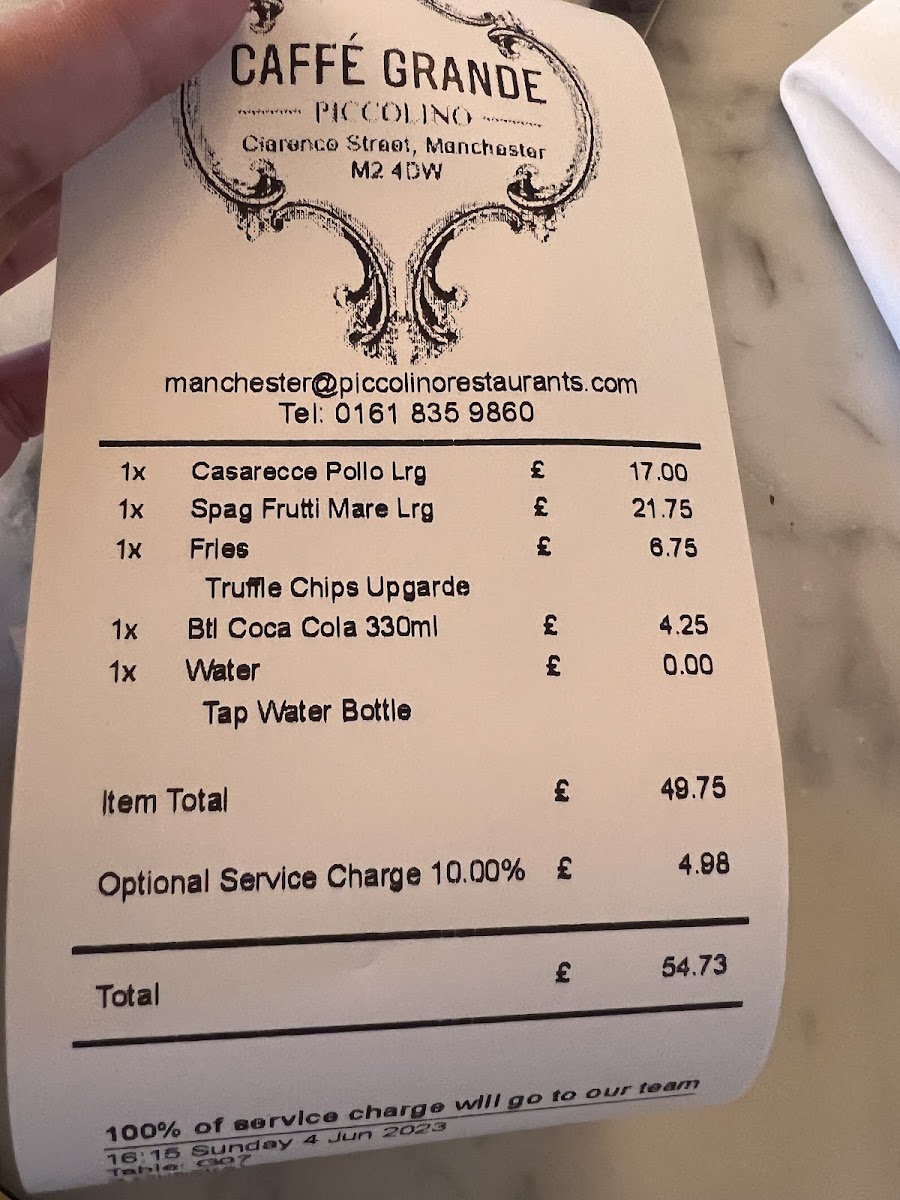 CAFFÉ GRANDE
PICCOLINO
Clarence Street, Manchester
M2 4DW
manchester@piccolinorestaurants.com
Tel: 0161 835 9860
1x Casarecce Pollo Lrg £ 17.00
1x Spag Frutti Mare Lrg £ 21.75
1x Fries £ 6.75
Truffle Chips Upgarde
1x Btl Coca Cola 330ml £ 4.25
1x Water £ 0.00
Tap Water Bottle
Item Total £ 49.75
Optional Service Charge 10.00% £ 4.98
Total £ 54.73
100% of service charge will go to our team
16:15 Sunday 4 Jun 2023
Table: G07